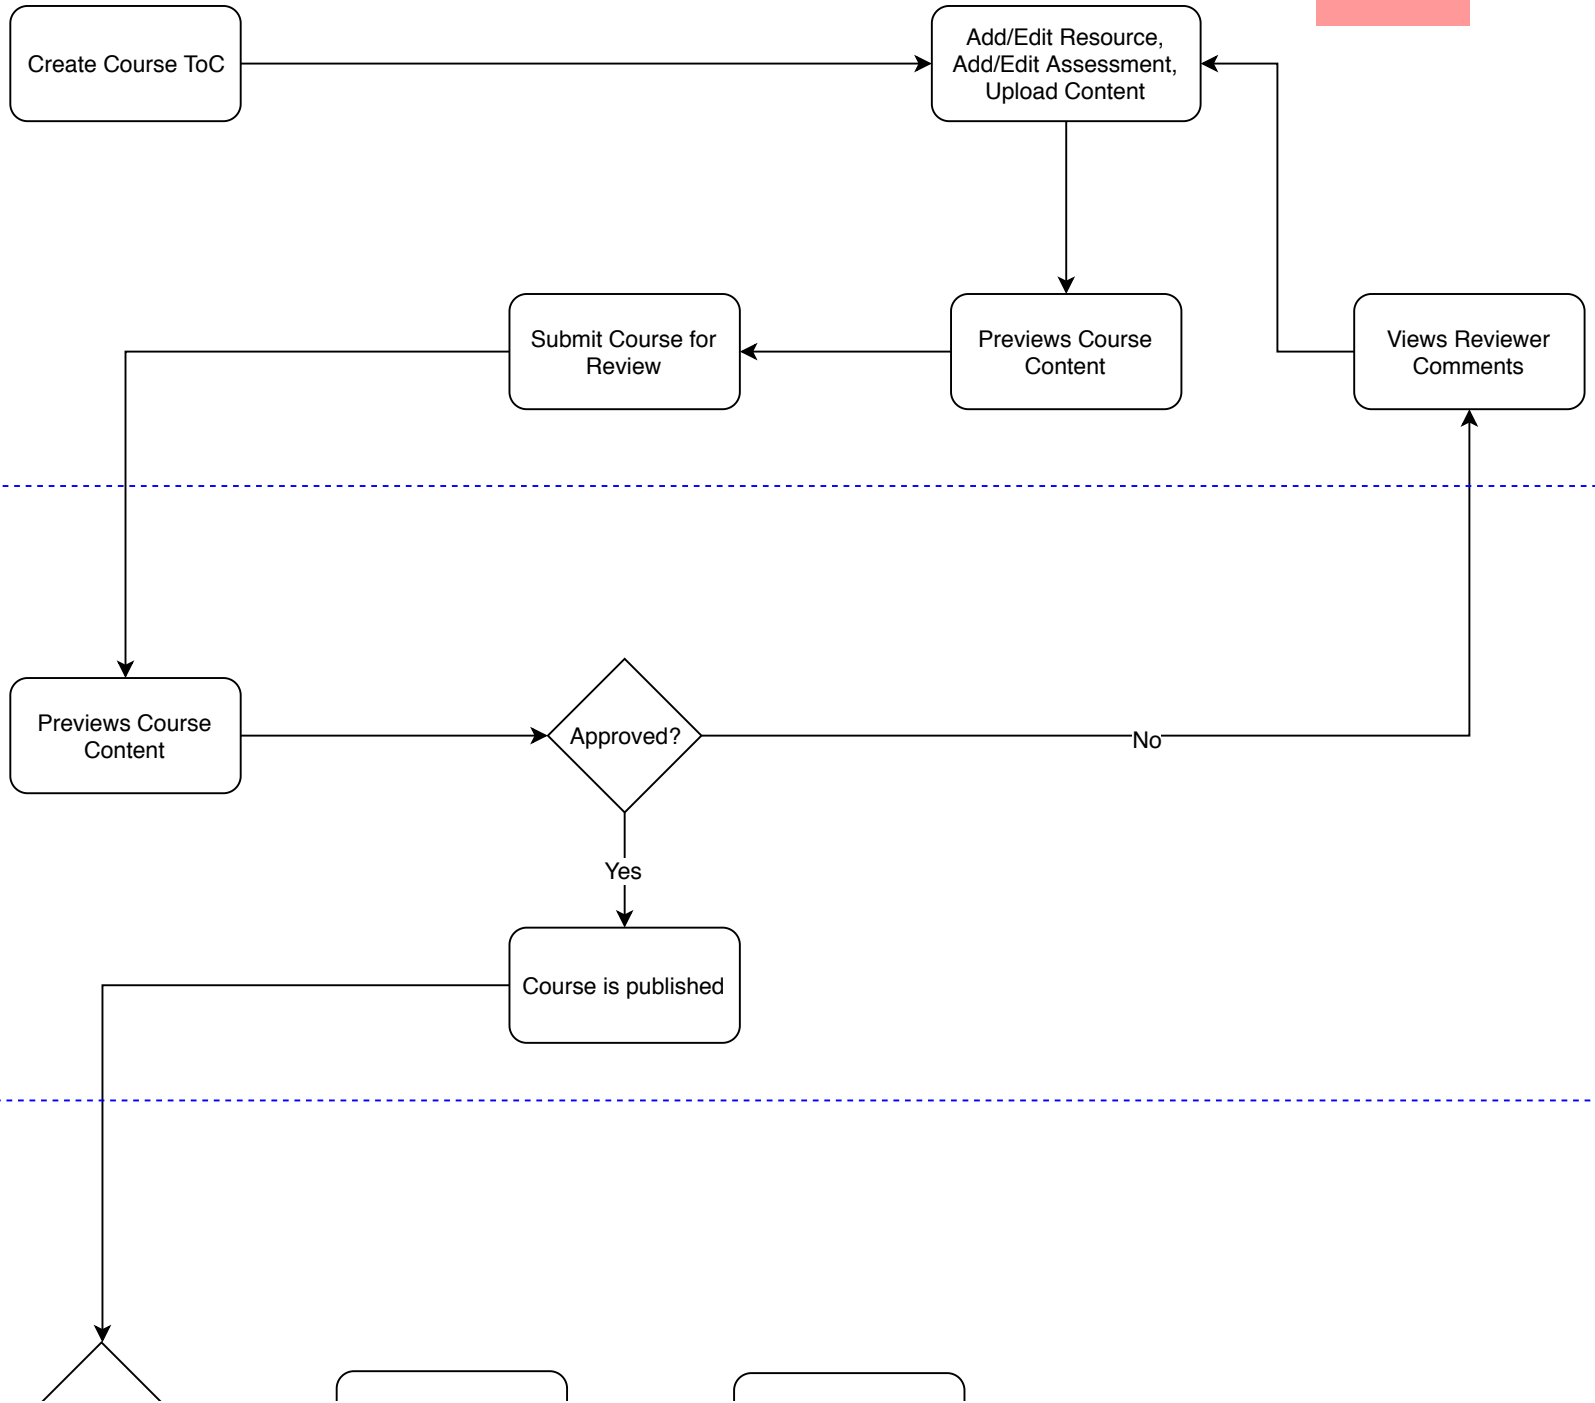 Create Course ToC
Add/Edit Resource,
Add/Edit Assessment,
Upload Content
Submit Course for
Review
Previews Course
Content
Views Reviewer
Comments
Previews Course
Content
Approved?
No
Yes
Course is published